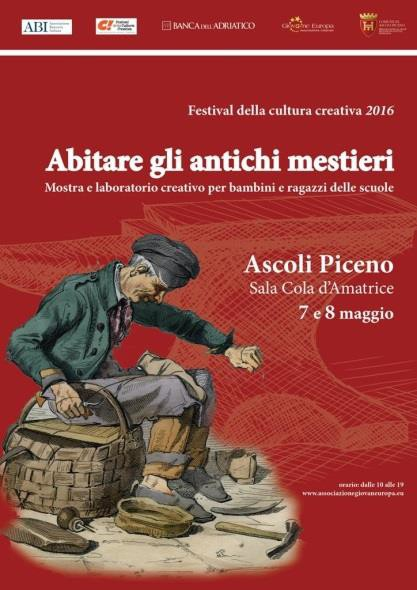 ABI
BANCA DELL'ADRIATICO
Festival della cultura creativa 2016
Abitare gli antichi mestieri
Mostra e laboratorio creativo per bambini e ragazzi delle scuole
Ascoli Piceno
Sala Cola d'Amatrice
7 e 8 maggio
orario: dalle 10 alle 19
www.associazionegiovaneuropa.eu